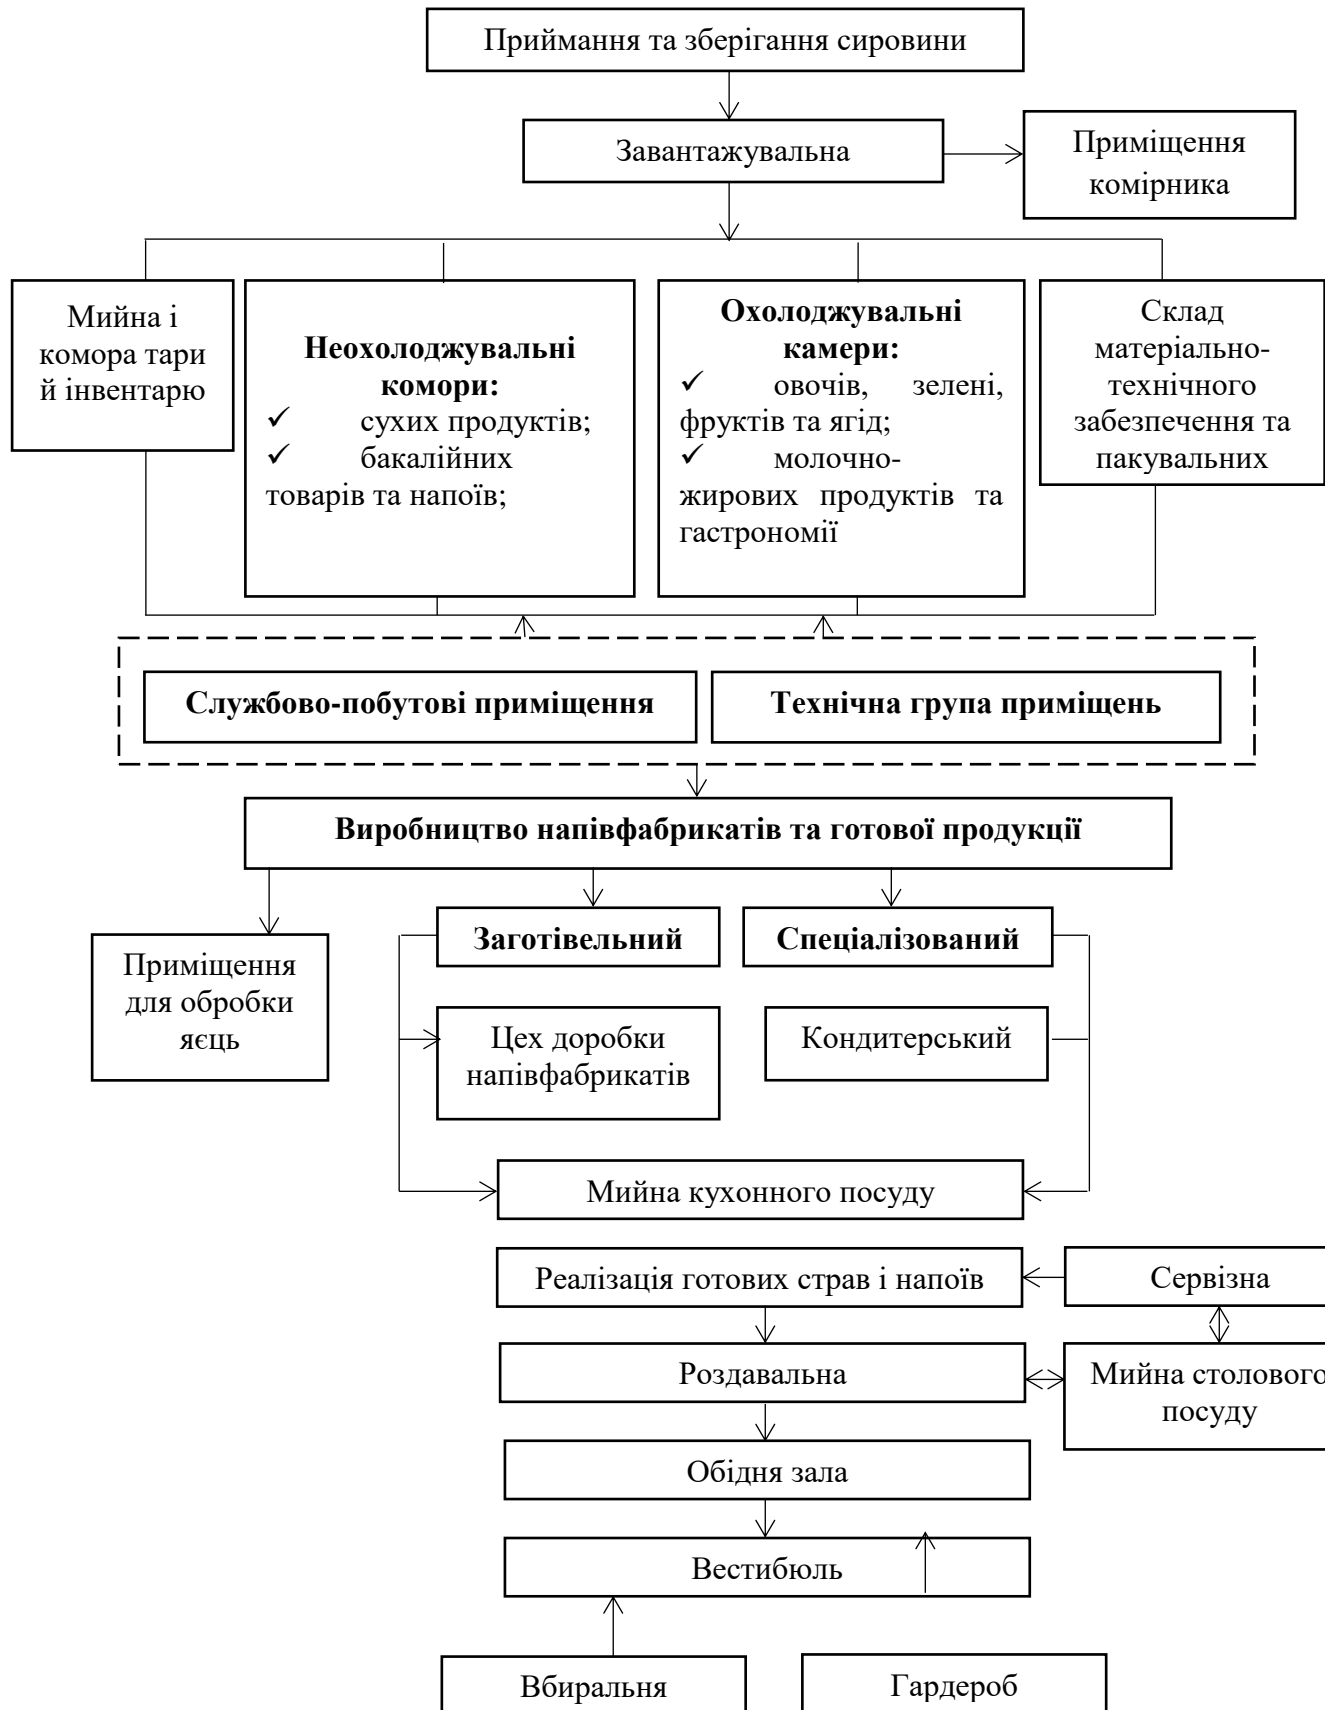 Приймання та зберігання сировини
Завантажувальна
Приміщення
комірника
Мийна і
комора тари
й інвентарю
Неохолоджувальні
комори:
✓ сухих продуктів;
✓ бакалійних
товарів та напоїв;
Охолоджувальні
камери:
✓ овочів, зелені,
фруктів та ягід;
✓ молочно-
жирових продуктів та
гастрономії
Склад
матеріально-
технічного
забезпечення та
пакувальних
Службово-побутові приміщення
Технічна група приміщень
Виробництво напівфабрикатів та готової продукції
Заготівельний
Спеціалізований
Приміщення
для обробки
яєць
Цех доробки
напівфабрикатів
Кондитерський
Мийна кухонного посуду
Реалізація готових страв і напоїв
Сервізна
Роздавальна
Мийна столового
посуду
Обідня зала
Вестибюль
Вбиральня
Гардероб